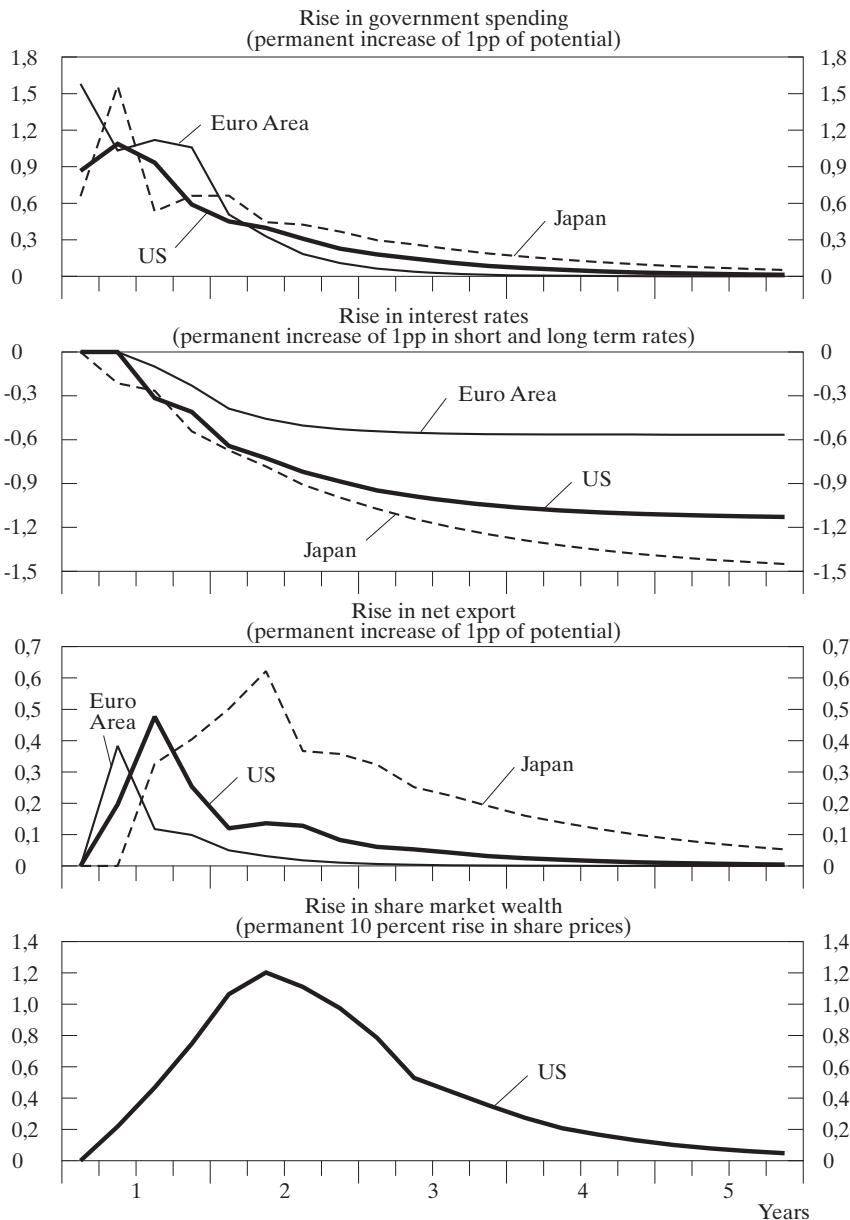 Rise in government spending
(permanent increase of 1pp of potential)
1,8 1,8
1,5 1,5
1,2 1,2
Euro Area
0,9 0,9
0,6 0,6
Japan
0,3 0,3
US
0 0
Rise in interest rates
(permanent increase of 1pp in short and long term rates)
0 0
-0,3 -0,3
Euro Area
-0,6 -0,6
-0,9 -0,9
US
-1,2 -1,2
Japan
-1,5 -1,5
Rise in net export
(permanent increase of 1pp of potential)
0,7 0,7
0,6 0,6
Euro
Area
0,5 0,5
0,4 0,4
Japan
0,3 0,3
US
0,2 0,2
0,1 0,1
0 0
Rise in share market wealth
(permanent 10 percent rise in share prices)
1,4 1,4
1,2 1,2
1,0 1,0
0,8 0,8
0,6 0,6
US
0,4 0,4
0,2 0,2
0 0
1 2 3 4 5
Years